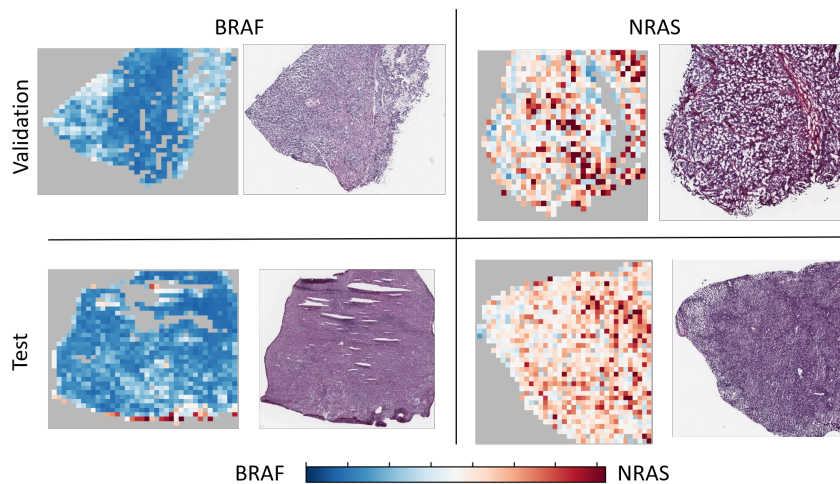 BRAF
NRAS
Validation
Test
BRAF
NRAS